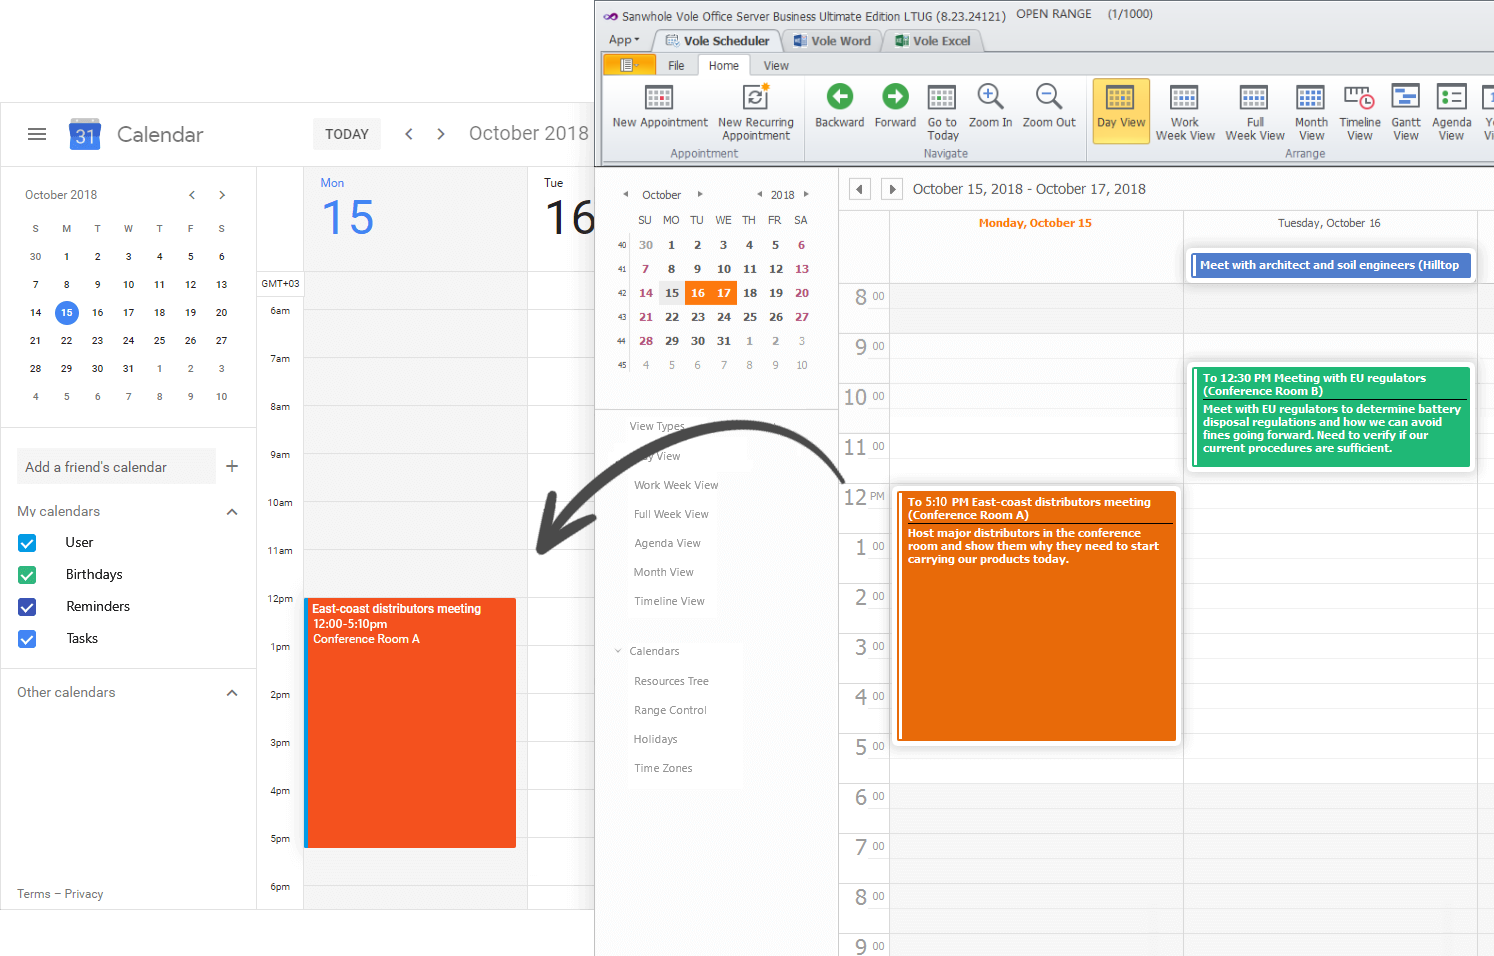 Sanwhole Vole Office Server Business Ultimate Edition LTUG (8.23.24121) OPEN RANGE (1/1000)
App
Vole Scheduler
Vole Word
Vole Excel
File
Home
View
New Appointment
New Recurring
Appointment
Appointment
Backward
Forward
Go to
Today
Zoom In
Zoom Out
Navigate
Day View
Work
Week View
Full
Week View
Month
View
Timeline
View
Gantt
View
Agenda
View
Arrange
31 Calendar
TODAY
October 2018
October 2018
S M T W T F S
30 1 2 3 4 5 6
7 8 9 10 11 12 13
14 15 16 17 18 19 20
21 22 23 24 25 26 27
28 29 30 31 1 2 3
4 5 6 7 8 9 10
Add a friend's calendar
My calendars
User
Birthdays
Reminders
Tasks
Other calendars
Terms – Privacy
Mon
15
Tue
16
GMT+03
6am
7am
8am
9am
10am
11am
12pm
1pm
2pm
3pm
4pm
5pm
6pm
East-coast distributors meeting
12:00-5:10pm
Conference Room A
October 2018
SU MO TU WE TH FR SA
40 30 1 2 3 4 5 6
41 7 8 9 10 11 12 13
42 14 15 16 17 18 19 20
43 21 22 23 24 25 26 27
44 28 29 30 31 1 2 3
45 4 5 6 7 8 9 10
View Types
View
Work Week View
Full Week View
Agenda View
Month View
Timeline View
Calendars
Resources Tree
Range Control
Holidays
Time Zones
October 15, 2018 - October 17, 2018
Monday, October 15
Tuesday, October 16
Meet with architect and soil engineers (Hilltop
8 00
9 00
10 00
11 00
12 PM
1 00
2 00
3 00
4 00
5 00
6 00
7 00
8 00
9 00
To 12:30 PM Meeting with EU regulators
(Conference Room B)
Meet with EU regulators to determine battery
disposal regulations and how we can avoid
fines going forward. Need to verify if our
current procedures are sufficient.
To 5:10 PM East-coast distributors meeting
(Conference Room A)
Host major distributors in the conference
room and show them why they need to start
carrying our products today.